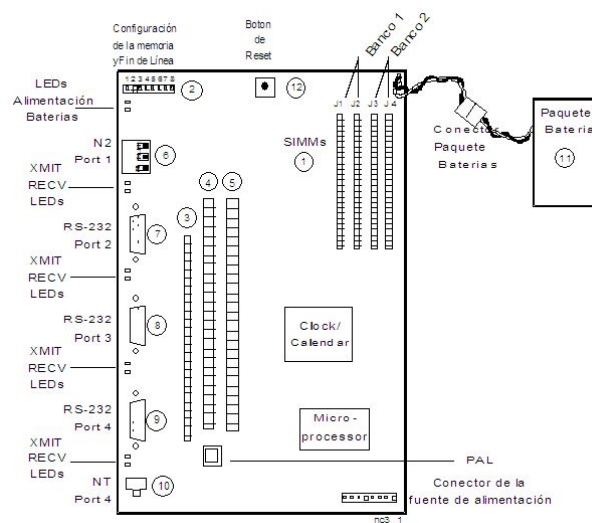 Configuración
de la memoria
yFin de Línea
Boton
de
Reset
Banco 1
Banco 2
1 2 3 4 5 6 7 8
2
12
LEDs
Alimentación
Baterias
J1 J2 J3 J4
Conector
Paquete
Baterias
Paquete
Bateria
11
N2
Port 1
6
SIMMs
1
XMIT
RECV
LEDs
4
5
3
RS-232
Port 2
7
XMIT
RECV
LEDs
RS-232
Port 3
8
Clock/
Calendar
XMIT
RECV
LEDs
RS-232
Port 4
9
Micro-
processor
XMIT
RECV
LEDs
PAL
NT
Port 4
10
Conector de la
fuente de alimentación
nc3 1